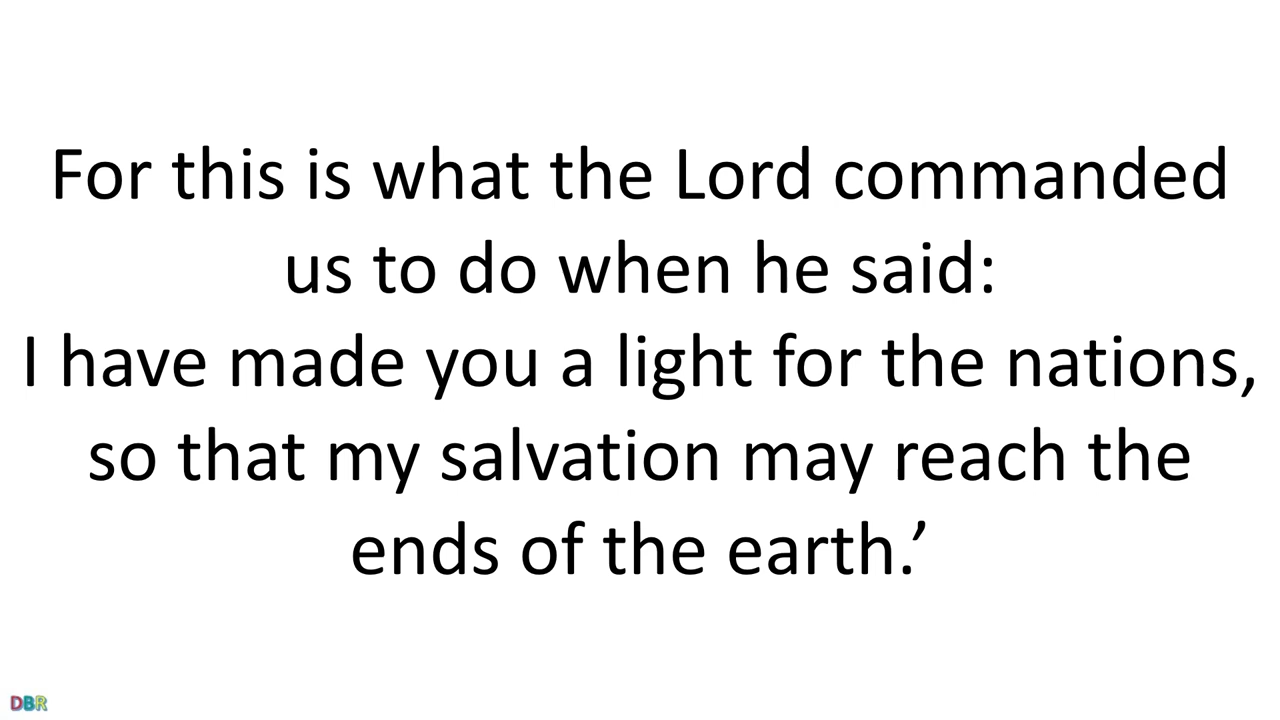 For this is what the Lord commanded
us to do when he said:
I have made you a light for the nations,
so that my salvation may reach the
ends of the earth.’
DBR